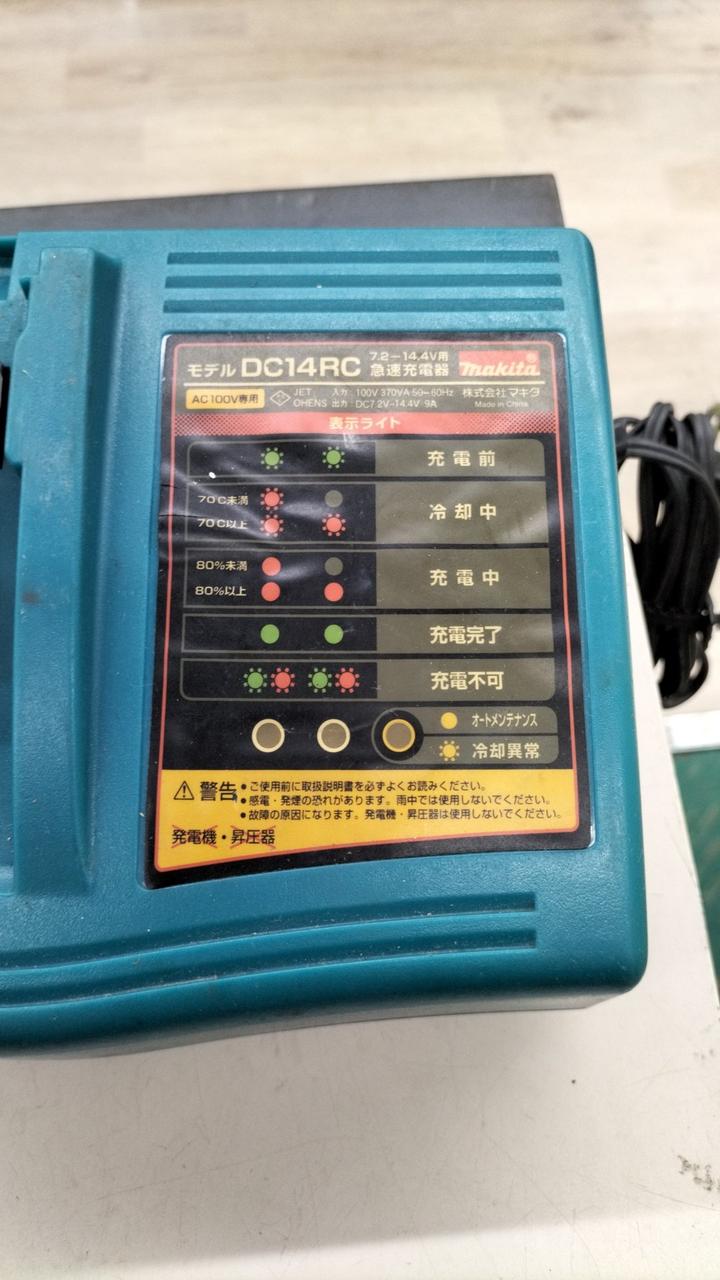 モデル DC14RC 7.2－14.4V用 急速充電器 makita®
AC100V専用 JET 入力 100V 370VA 50–60Hz 株式会社マキタ
OHENS 出力 DC7.2V–14.4V 9A Made in China
表示ライト
充電前
70℃未満
70℃以上
冷却中
80%未満
80%以上
充電中
充電完了
充電不可
オートメンテナンス
冷却異常
警告
●ご使用前に取扱説明書を必ずよくお読みください。
●感電・発煙の恐れがあります。雨中では使用しないでください。
●故障の原因になります。発電機・昇圧器は使用しないでください。
発電機・昇圧器